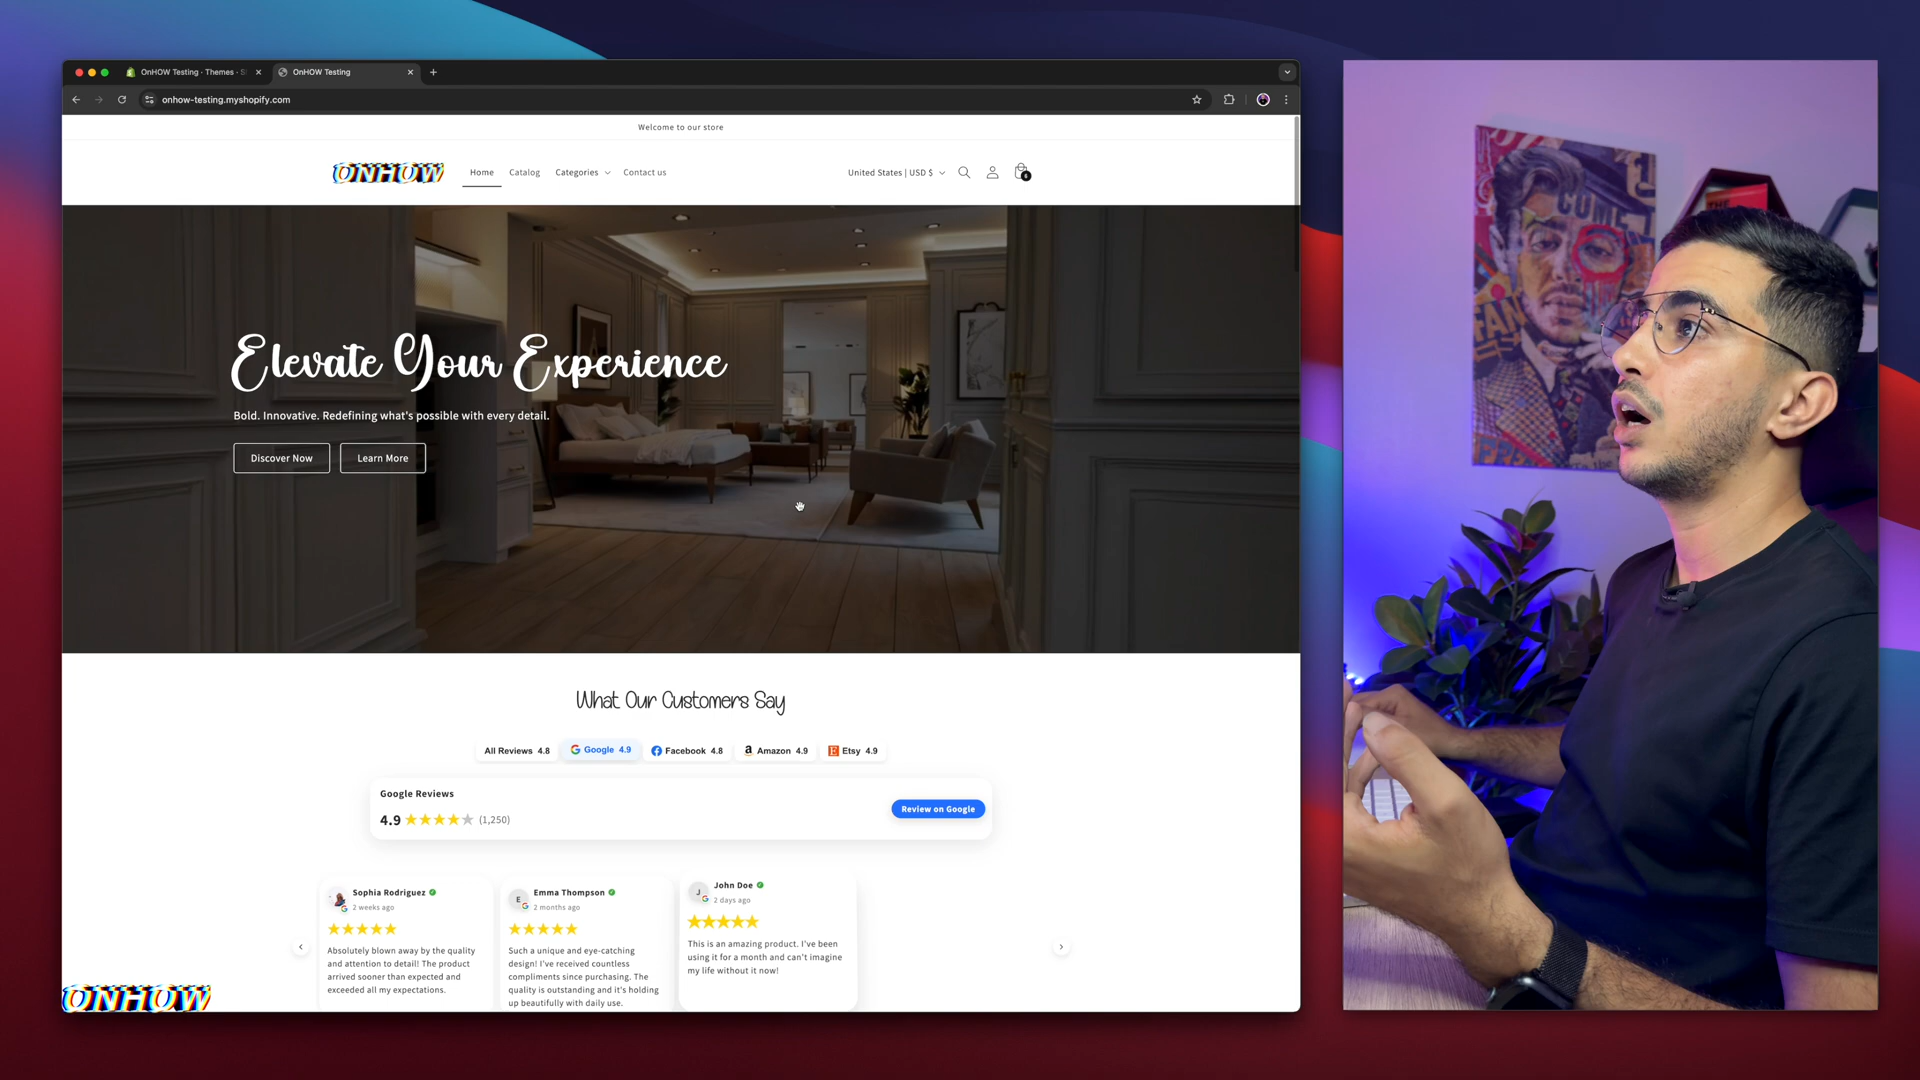 OnHOW Testing · Themes · S
OnHOW Testing
onhow-testing.myshopify.com
Welcome to our store
ONHOW
Home
Catalog
Categories
Contact us
United States | USD $
6
Elevate Your Experience
Bold. Innovative. Redefining what's possible with every detail.
Discover Now
Learn More
What Our Customers Say
All Reviews 4.8
Google 4.9
Facebook 4.8
Amazon 4.9
Etsy 4.9
Google Reviews
4.9 ★★★★★ (1,250)
Review on Google
Sophia Rodriguez
2 weeks ago
Absolutely blown away by the quality
and attention to detail! The product
arrived sooner than expected and
exceeded all my expectations.
E
Emma Thompson
2 months ago
Such a unique and eye-catching
design! I've received countless
compliments since purchasing. The
quality is outstanding and it's holding
up beautifully with daily use.
J
John Doe
2 days ago
This is an amazing product. I've been
using it for a month and can't imagine
my life without it now!
ONHOW
COME
THE